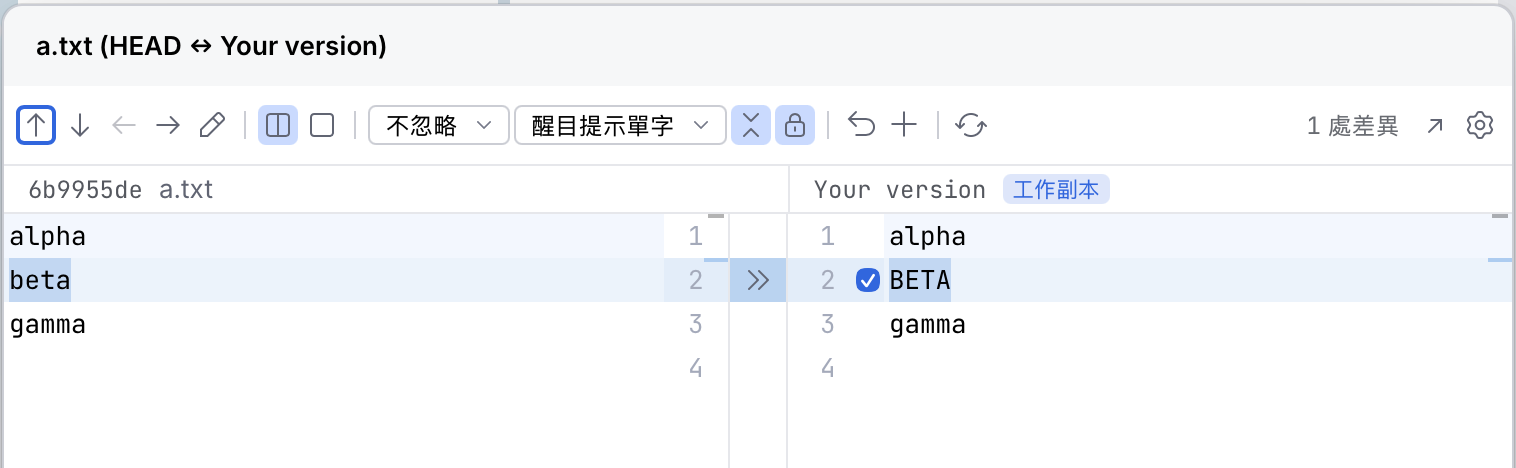 a.txt (HEAD ↔ Your version)
不忽略 醒目提示單字 1 處差異
6b9955de a.txt Your version 工作副本
alpha 1 1 alpha
beta 2 2 BETA
gamma 3 3 gamma
4 4